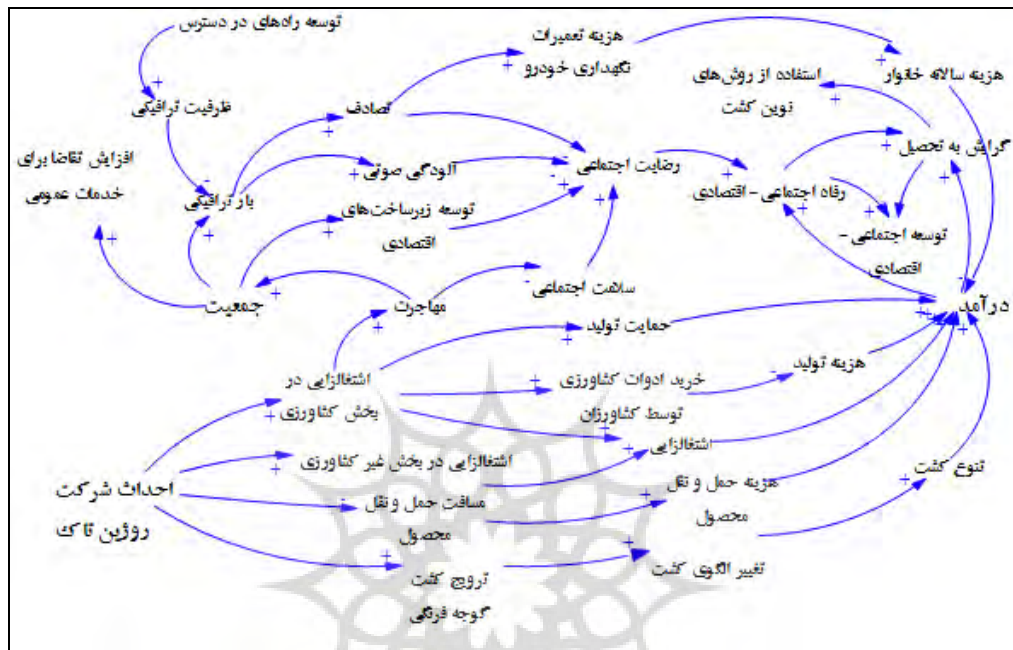 توسعه راه‌های در دسترس
هزینه تعمیرات
نگهداری خودرو
هزینه سالانه خانوار
استفاده از روش‌های
نوین کشت
ظرفیت ترافیکی
تصادف
گرایش به تحصیل
افزایش تقاضا برای
خدمات عمومی
آلودگی صوتی
رضایت اجتماعی
رفاه اجتماعی - اقتصادی
بار ترافیکی
توسعه زیرساخت‌های
اقتصادی
توسعه اجتماعی -
اقتصادی
جمعیت
مهاجرت
سلامت اجتماعی
درآمد
حمایت تولید
هزینه تولید
اشتغالزایی در
بخش کشاورزی
خرید ادوات کشاورزی
توسط کشاورزان
اشتغالزایی
اشتغالزایی در بخش غیر کشاورزی
تنوع کشت
احداث شرکت
روژین تاک
مسافت حمل و نقل
محصول
هزینه حمل و نقل
محصول
ترویج کشت
گوجه فرنگی
تغییر الگوی کشت